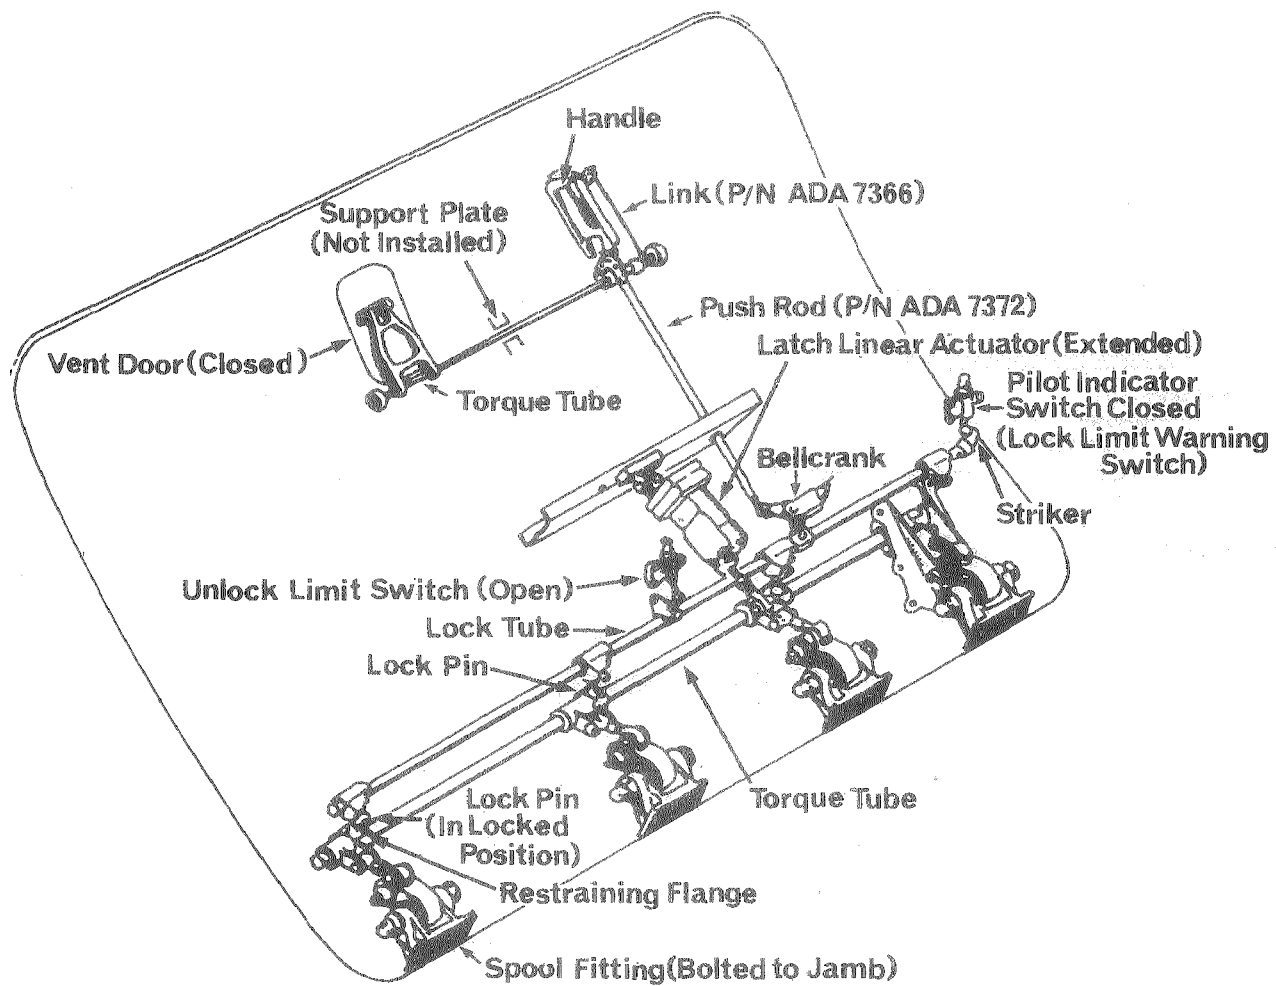 Handle
Link (P/N ADA 7366)
Support Plate
(Not Installed)
Push Rod (P/N ADA 7372)
Vent Door (Closed)
Latch Linear Actuator (Extended)
Torque Tube
Pilot Indicator
Switch Closed
(Lock Limit Warning
Switch)
Bellcrank
Striker
Unlock Limit Switch (Open)
Lock Tube
Lock Pin
Torque Tube
Lock Pin
(In Locked
Position)
Restraining Flange
Spool Fitting (Bolted to Jamb)